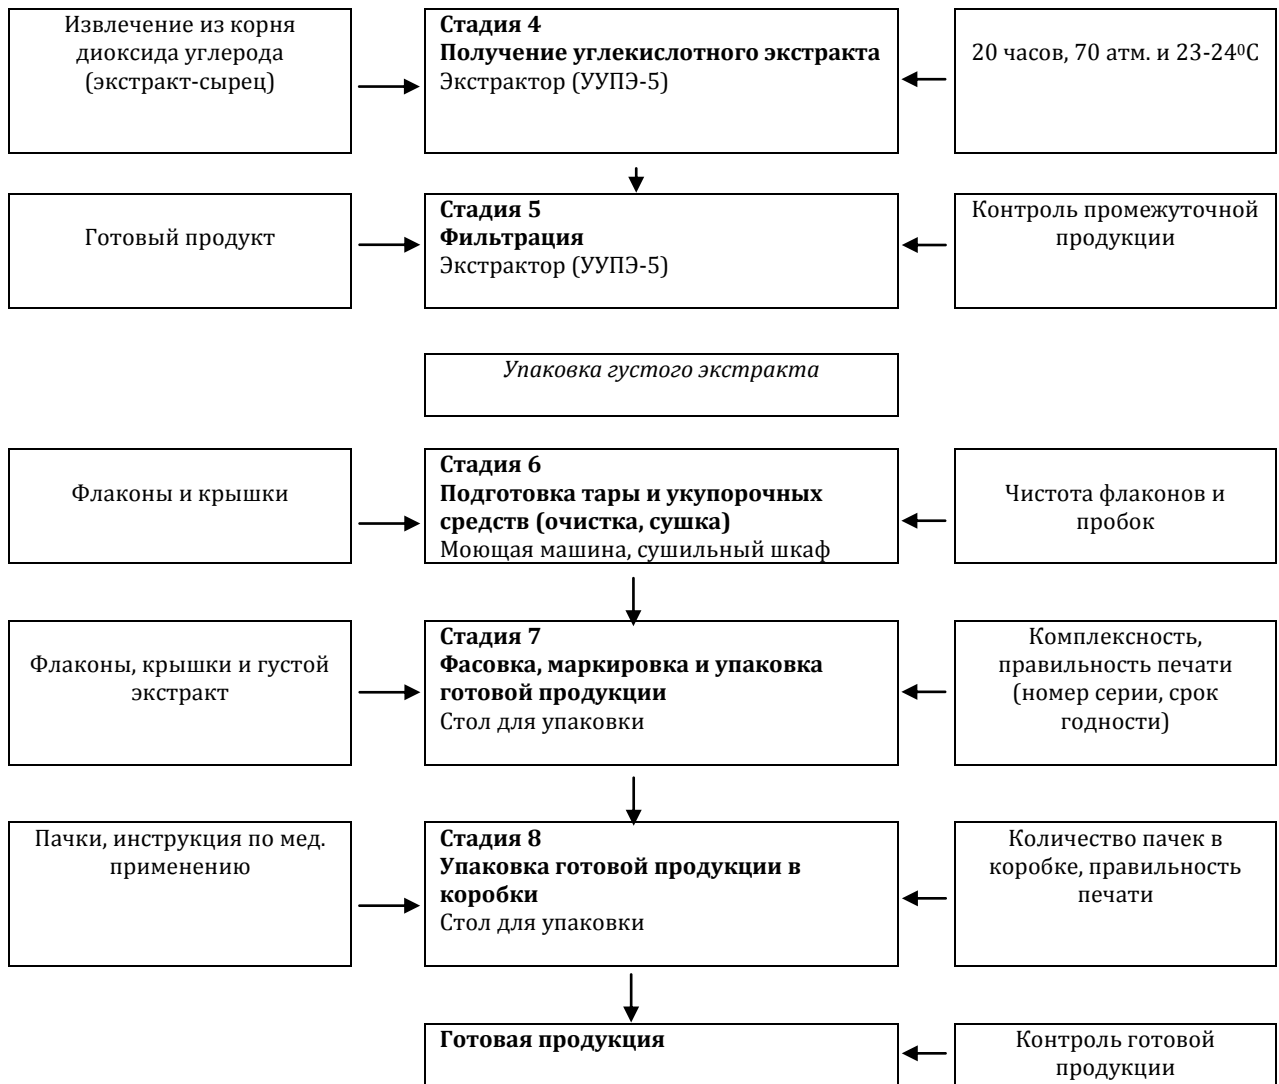 Извлечение из корня
диоксида углерода
(экстракт-сырец)
Стадия 4
Получение углекислотного экстракта
Экстрактор (УУПЭ-5)
20 часов, 70 атм. и 23-24⁰С
Готовый продукт
Стадия 5
Фильтрация
Экстрактор (УУПЭ-5)
Контроль промежуточной
продукции
Упаковка густого экстракта
Флаконы и крышки
Стадия 6
Подготовка тары и укупорочных
средств (очистка, сушка)
Моющая машина, сушильный шкаф
Чистота флаконов и
пробок
Флаконы, крышки и густой
экстракт
Стадия 7
Фасовка, маркировка и упаковка
готовой продукции
Стол для упаковки
Комплексность,
правильность печати
(номер серии, срок
годности)
Пачки, инструкция по мед.
применению
Стадия 8
Упаковка готовой продукции в
коробки
Стол для упаковки
Количество пачек в
коробке, правильность
печати
Готовая продукция
Контроль готовой
продукции